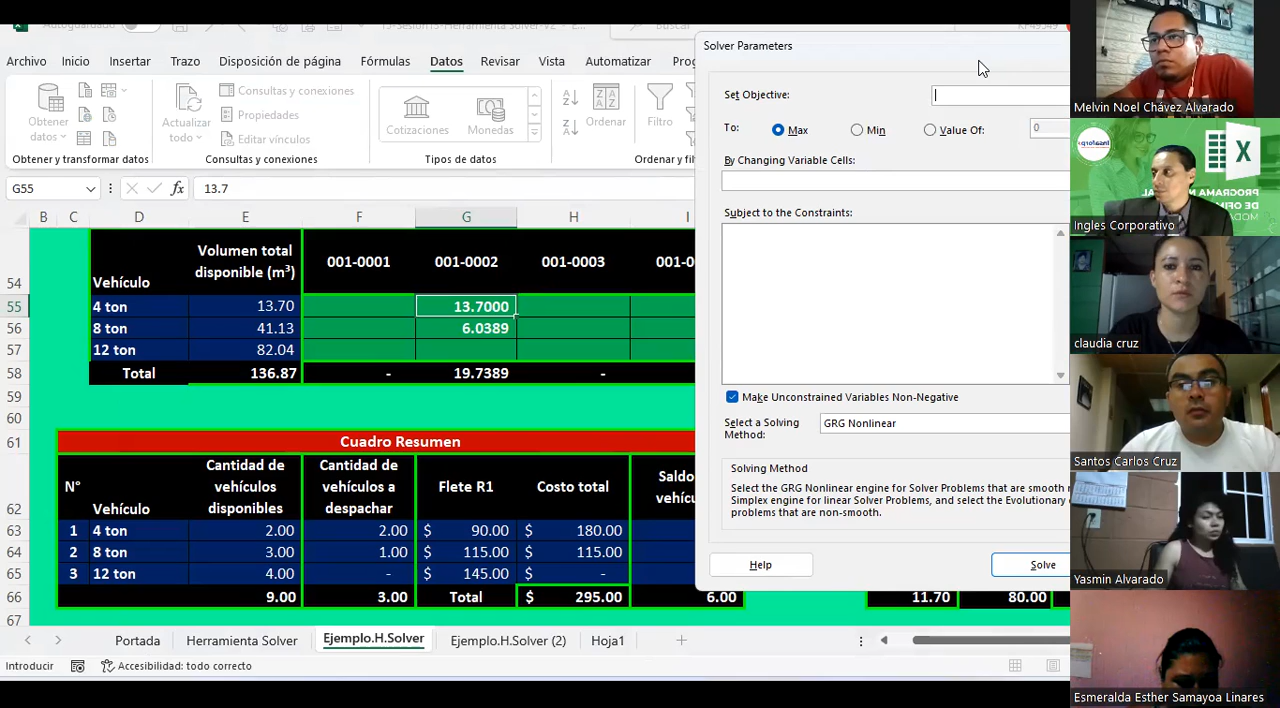 Autoguardado
Archivo Inicio Insertar Trazo Disposición de página Fórmulas Datos Revisar Vista Automatizar
Obtener datos
Obtener y transformar datos
Actualizar todo
Consultas y conexiones
Propiedades
Editar vínculos
Consultas y conexiones
Cotizaciones Monedas
Tipos de datos
Ordenar Filtro
G55 fx 13.7
B C D E F G H I
54 Vehículo Volumen total disponible (m³) 001-0001 001-0002 001-0003
55 4 ton 13.70 13.7000
56 8 ton 41.13 6.0389
57 12 ton 82.04
58 Total 136.87 - 19.7389 -
59
60
61 Cuadro Resumen
62 N° Vehículo Cantidad de vehículos disponibles Cantidad de vehículos a despachar Flete R1 Costo total
63 1 4 ton 2.00 2.00 $ 90.00 $ 180.00
64 2 8 ton 3.00 1.00 $ 115.00 $ 115.00
65 3 12 ton 4.00 - $ 145.00 $ -
66 9.00 3.00 Total $ 295.00 6.00 11.70 80.00
67
Portada Herramienta Solver Ejemplo.H.Solver Ejemplo.H.Solver (2) Hoja1
Introducir Accesibilidad: todo correcto
Solver Parameters
Set Objective:
To: Max Min Value Of: 0
By Changing Variable Cells:
Subject to the Constraints:
Make Unconstrained Variables Non-Negative
Select a Solving Method: GRG Nonlinear
Solving Method
Select the GRG Nonlinear engine for Solver Problems that are smooth
Simplex engine for linear Solver Problems, and select the Evolutionary
problems that are non-smooth.
Help Solve
Melvin Noel Chávez Alvarado
Ingles Corporativo
claudia cruz
Santos Carlos Cruz
Yasmin Alvarado
Esmeralda Esther Samayoa Linares